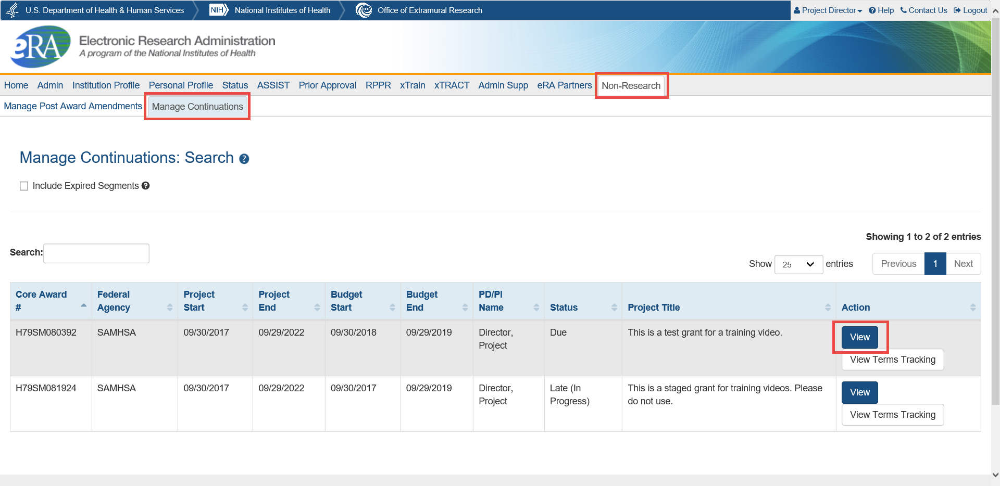 U.S. Department of Health & Human Services NIH National Institutes of Health Office of Extramural Research Project Director Help Contact Us Logout
eRA Electronic Research Administration
A program of the National Institutes of Health
Home Admin Institution Profile Personal Profile Status ASSIST Prior Approval RPPR xTrain xTRACT Admin Supp eRA Partners Non-Research
Manage Post Award Amendments Manage Continuations
Manage Continuations: Search ?
Include Expired Segments ?
Showing 1 to 2 of 2 entries
Search:
Show 25 entries Previous 1 Next
Core Award # Federal Agency Project Start Project End Budget Start Budget End PD/PI Name Status Project Title Action
H79SM080392 SAMHSA 09/30/2017 09/29/2022 09/30/2018 09/29/2019 Director, Project Due This is a test grant for a training video. View
View Terms Tracking
H79SM081924 SAMHSA 09/30/2017 09/29/2022 09/30/2017 09/29/2019 Director, Project Late (In Progress) This is a staged grant for training videos. Please do not use. View
View Terms Tracking